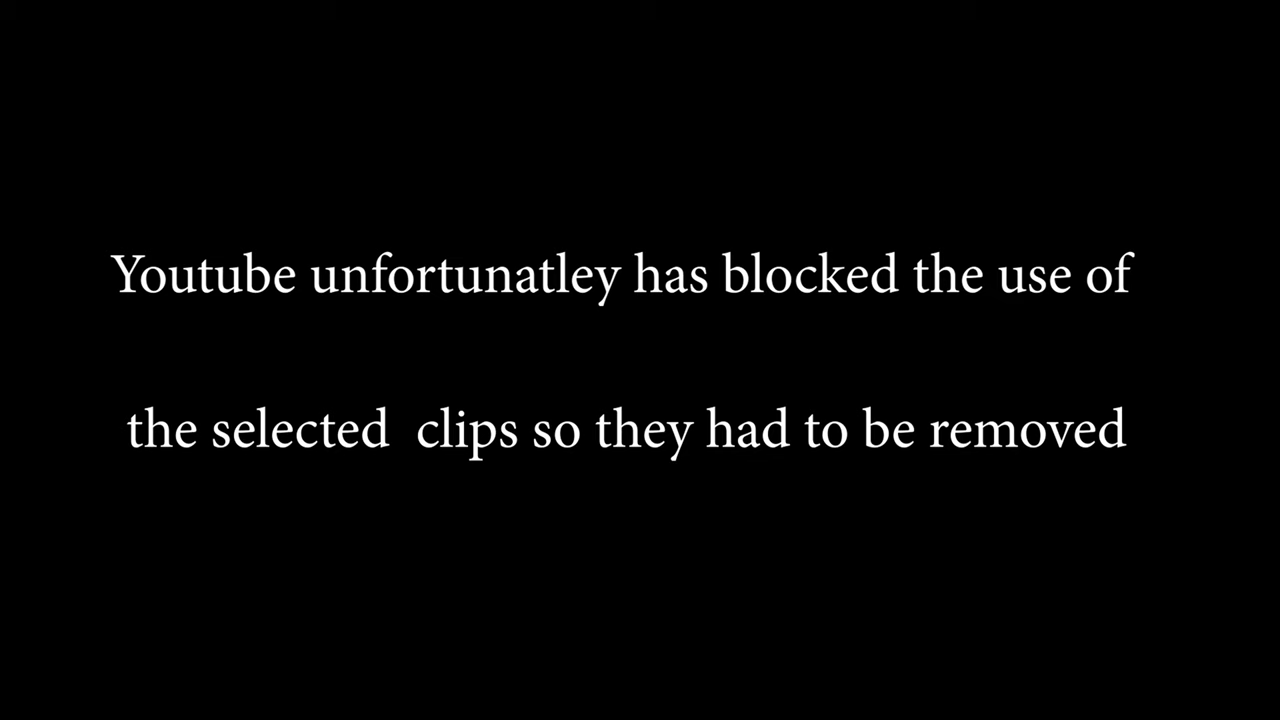 Youtube unfortunatley has blocked the use of
the selected  clips so they had to be removed